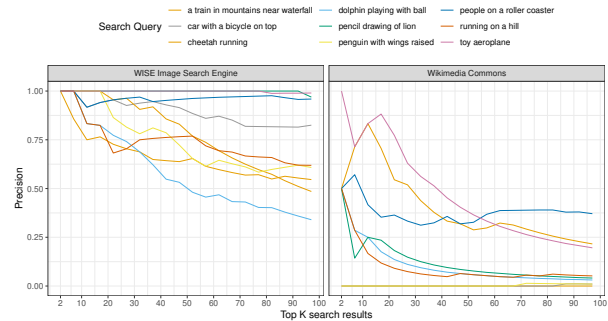 Search Query
a train in mountains near waterfall
car with a bicycle on top
cheetah running
dolphin playing with ball
pencil drawing of lion
penguin with wings raised
people on a roller coaster
running on a hill
toy aeroplane
WISE Image Search Engine
Wikimedia Commons
Precision
1.00
0.75
0.50
0.25
0.00
2 10 20 30 40 50 60 70 80 90 100
2 10 20 30 40 50 60 70 80 90 100
Top K search results